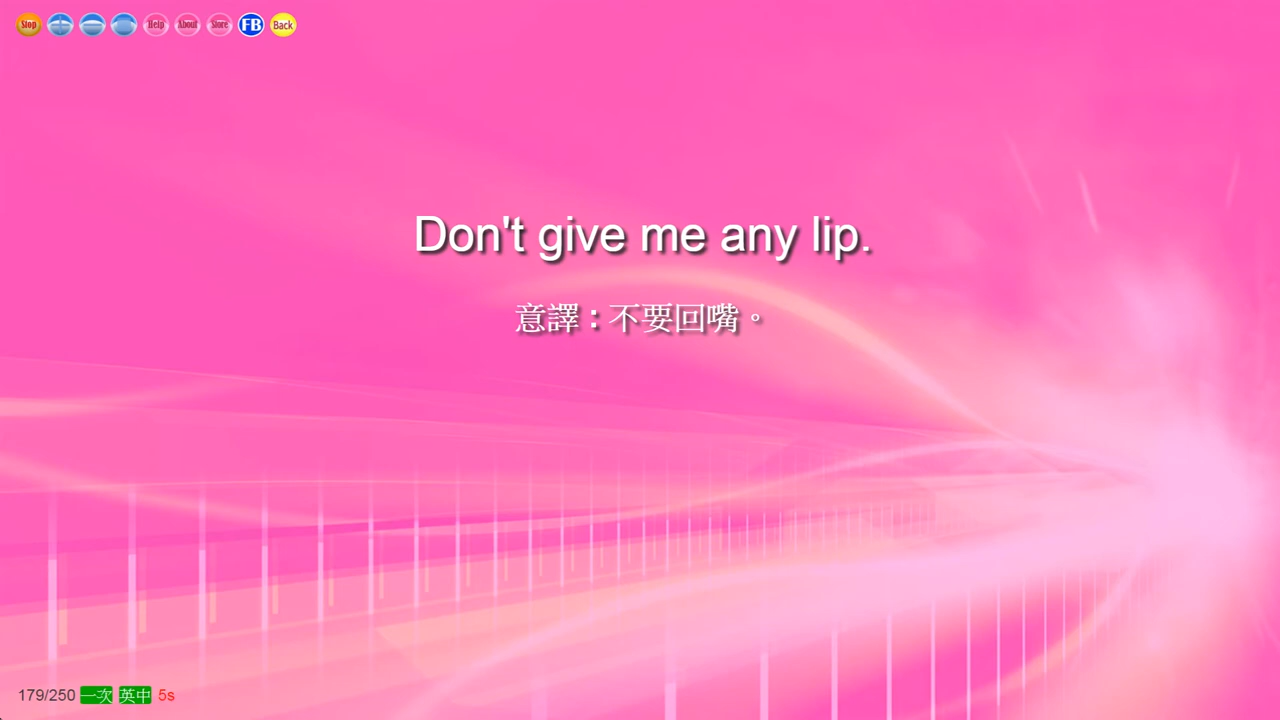 Stop Help About Store FB Back
Don't give me any lip.
意譯：不要回嘴。
179/250 一次 英中 5s